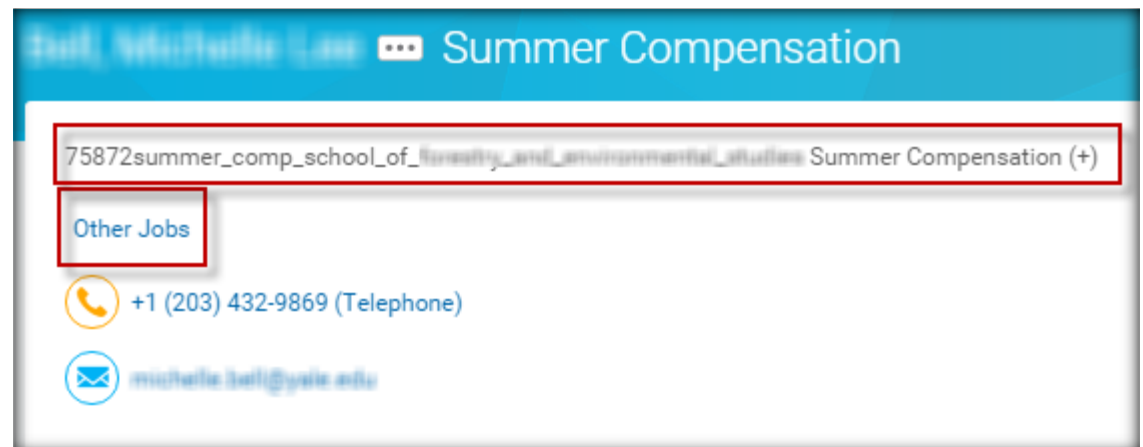 Summer Compensation
75872summer_comp_school_of_ Summer Compensation (+)
Other Jobs
+1 (203) 432-9869 (Telephone)